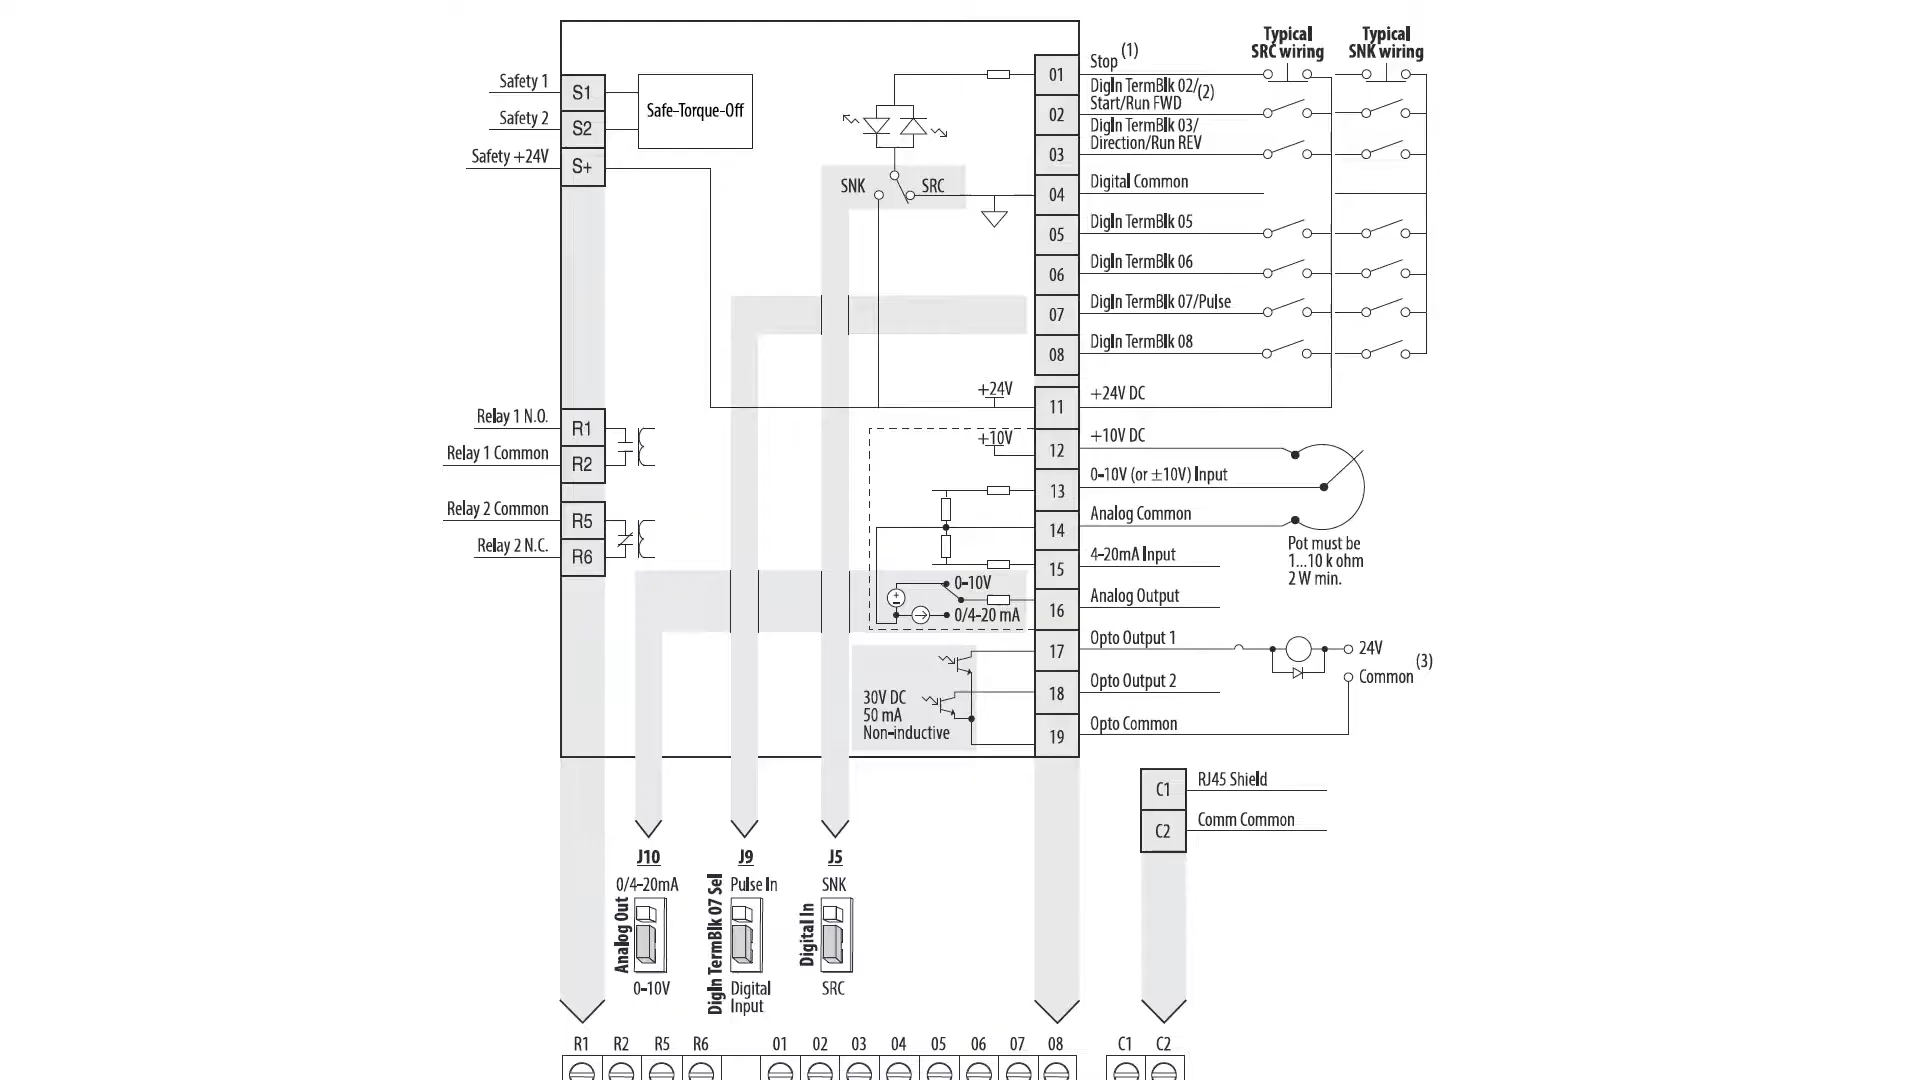 Typical
SRC wiring
Typical
SNK wiring
Safety 1
S1
Safety 2
S2
Safety +24V
S+
Safe-Torque-Off
SNK
SRC
01
Stop
(1)
02
DigIn TermBlk 02/
Start/Run FWD
(2)
03
DigIn TermBlk 03/
Direction/Run REV
04
Digital Common
05
DigIn TermBlk 05
06
DigIn TermBlk 06
07
DigIn TermBlk 07/Pulse
08
DigIn TermBlk 08
+24V
11
+24V DC
Relay 1 N.O.
R1
Relay 1 Common
R2
Relay 2 Common
R5
Relay 2 N.C.
R6
+10V
12
+10V DC
13
0-10V (or ±10V) Input
14
Analog Common
Pot must be
1...10 k ohm
2 W min.
15
4-20mA Input
0-10V
0/4-20 mA
+
−
16
Analog Output
17
Opto Output 1
24V
Common
(3)
18
Opto Output 2
30V DC
50 mA
Non-inductive
19
Opto Common
C1
RJ45 Shield
C2
Comm Common
J10
0/4-20mA
Analog Out
0-10V
J9
Pulse In
DigIn TermBlk 07 Sel
Digital
Input
J5
SNK
Digital In
SRC
R1 R2 R5 R6 01 02 03 04 05 06 07 08 C1 C2